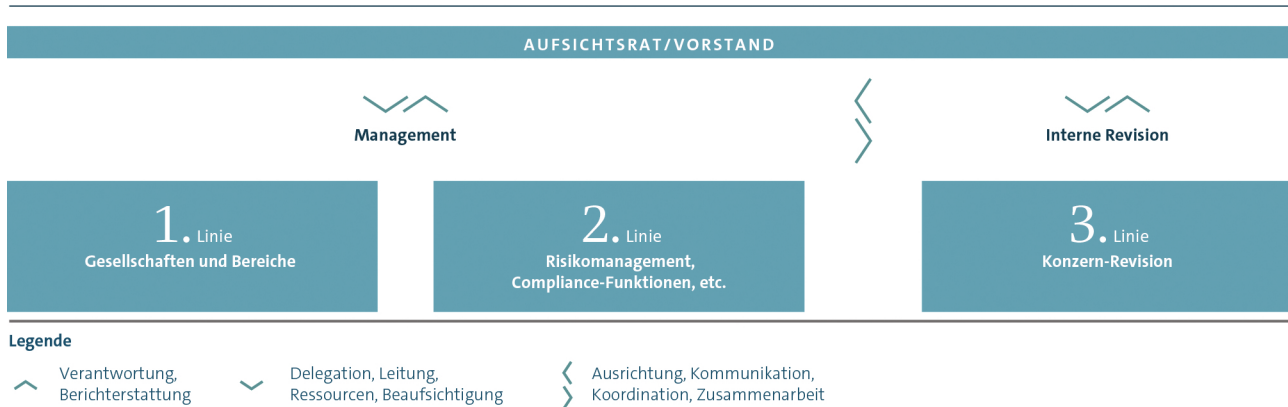 AUFSICHTSRAT/VORSTAND
Management
Interne Revision
1. Linie
Gesellschaften und Bereiche
2. Linie
Risikomanagement,
Compliance-Funktionen, etc.
3. Linie
Konzern-Revision
Legende
Verantwortung,
Berichterstattung
Delegation, Leitung,
Ressourcen, Beaufsichtigung
Ausrichtung, Kommunikation,
Koordination, Zusammenarbeit